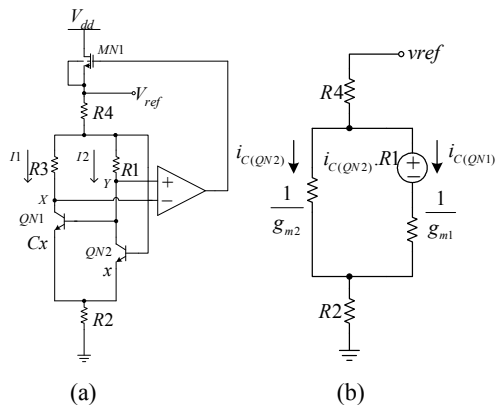 V_dd
MN1
V_ref
R4
I1
I2
R3
R1
X
Y
+
−
QN1
QN2
Cx
x
R2
(a)
vref
R4
i_C(QN2)
i_C(QN2).R1
i_C(QN1)
+
−
1/g_m2
1/g_m1
R2
(b)